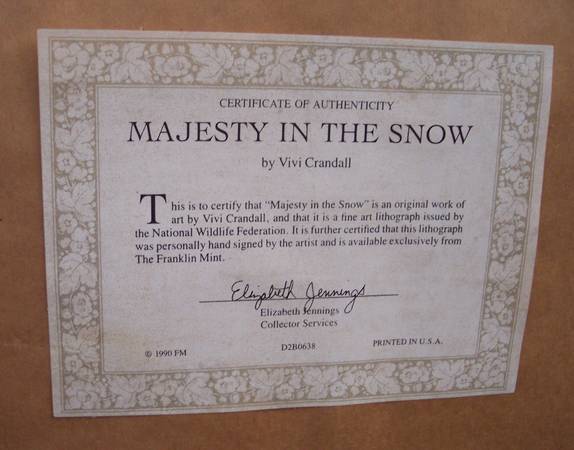 CERTIFICATE OF AUTHENTICITY
MAJESTY IN THE SNOW
by Vivi Crandall
This is to certify that "Majesty in the Snow" is an original work of
art by Vivi Crandall, and that it is a fine art lithograph issued by
the National Wildlife Federation. It is further certified that this lithograph
was personally hand signed by the artist and is available exclusively from
The Franklin Mint.
Elizabeth Jennings
Elizabeth Jennings
Collector Services
© 1990 FM D2B0638 PRINTED IN U.S.A.